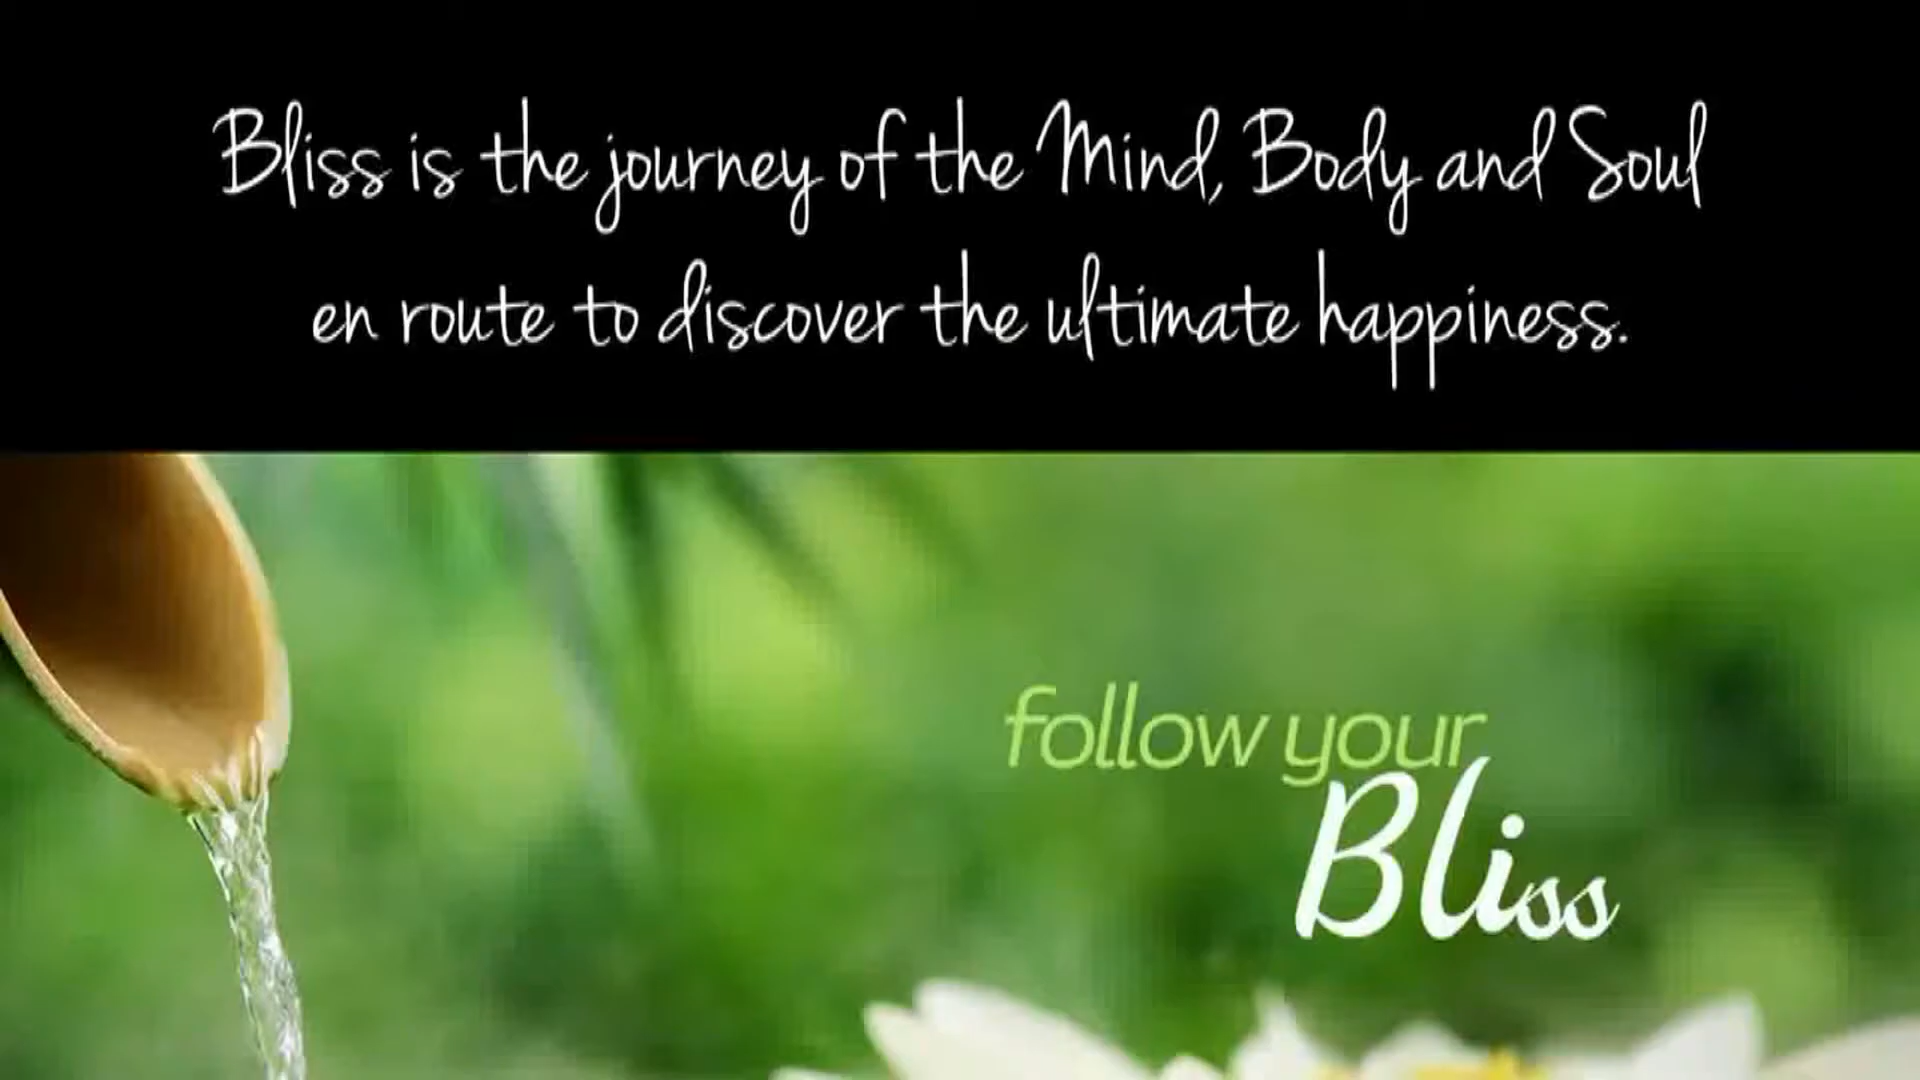 Bliss is the journey of the Mind, Body and Soul
en route to discover the ultimate happiness.
follow your
Bliss